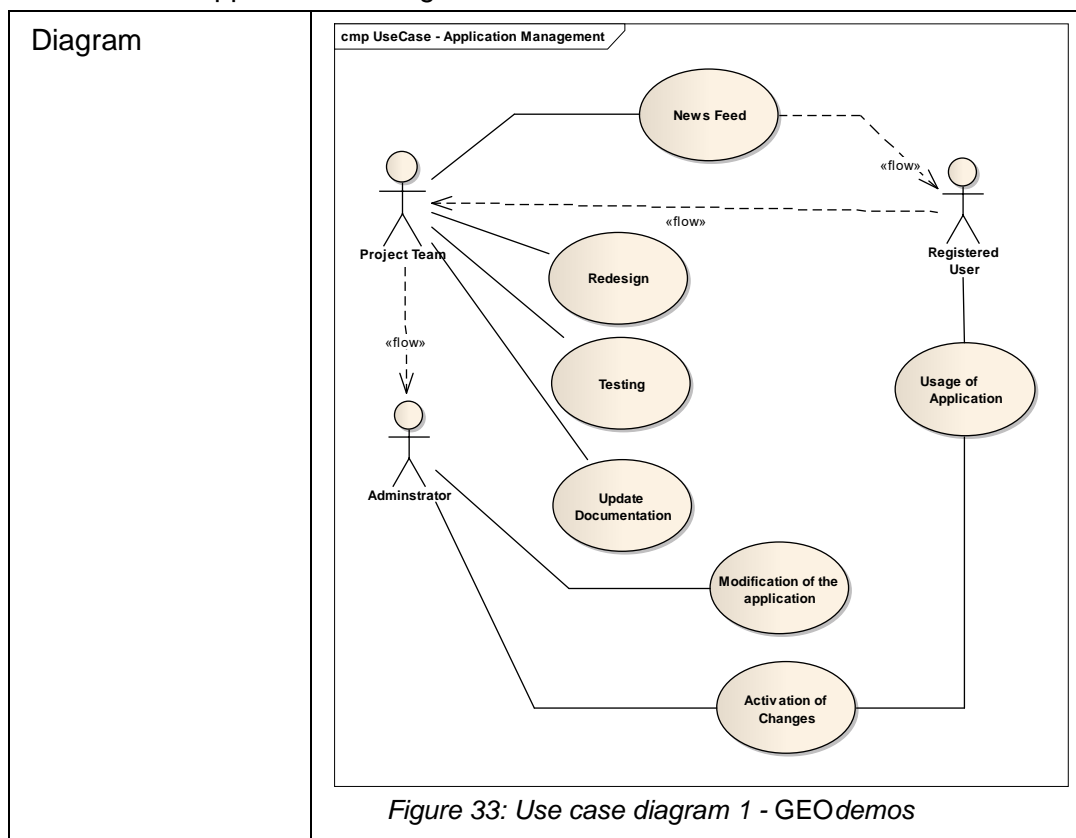 Diagram
cmp UseCase - Application Management
News Feed
«flow»
«flow»
Project Team
Registered
User
Redesign
«flow»
Testing
Usage of
Application
Adminstrator
Update
Documentation
Modification of the
application
Activation of
Changes
Figure 33: Use case diagram 1 - GEOdemos